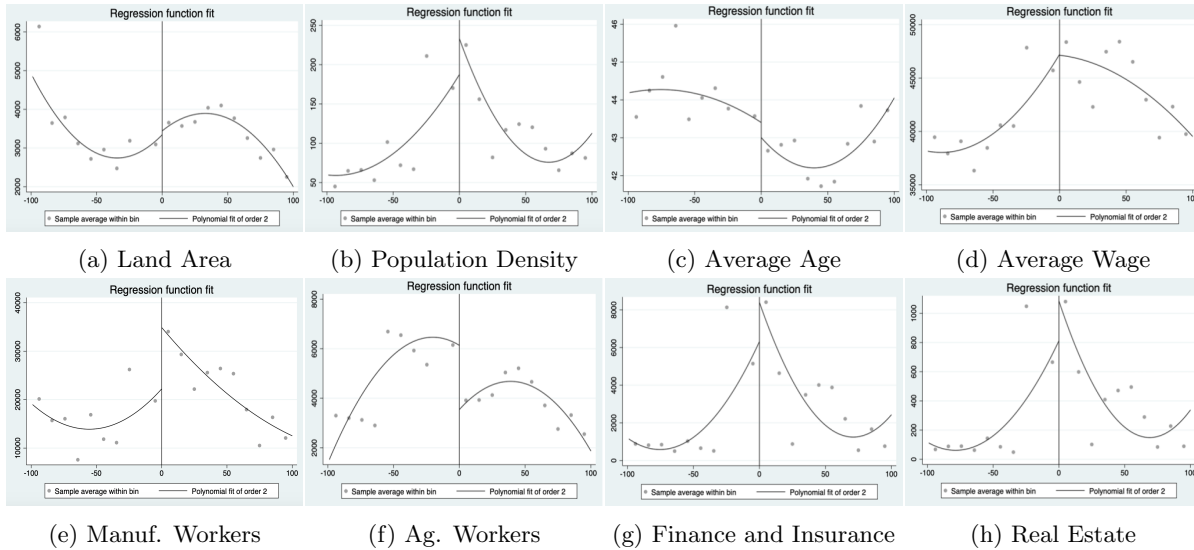 Regression function fit
6000
5000
4000
3000
2000
-100 -50 0 50 100
Sample average within bin Polynomial fit of order 2
(a) Land Area
Regression function fit
250
200
150
100
50
-100 -50 0 50 100
Sample average within bin Polynomial fit of order 2
(b) Population Density
Regression function fit
46
45
44
43
42
-100 -50 0 50 100
Sample average within bin Polynomial fit of order 2
(c) Average Age
Regression function fit
50000
45000
40000
35000
-100 -50 0 50 100
Sample average within bin Polynomial fit of order 2
(d) Average Wage
Regression function fit
40000
30000
20000
10000
-100 -50 0 50 100
Sample average within bin Polynomial fit of order 2
(e) Manuf. Workers
Regression function fit
8000
6000
4000
2000
-100 -50 0 50 100
Sample average within bin Polynomial fit of order 2
(f) Ag. Workers
Regression function fit
8000
6000
4000
2000
0
-100 -50 0 50 100
Sample average within bin Polynomial fit of order 2
(g) Finance and Insurance
Regression function fit
1000
800
600
400
200
0
-100 -50 0 50 100
Sample average within bin Polynomial fit of order 2
(h) Real Estate